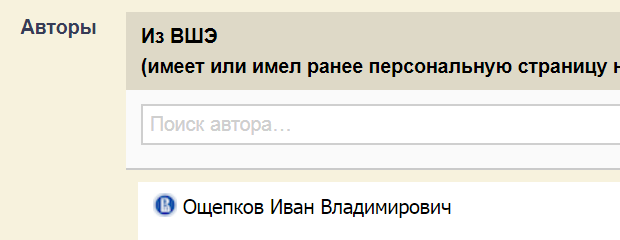 Авторы
Из ВШЭ
(имеет или имел ранее персональную страницу
Поиск автора...
Ощепков Иван Владимирович